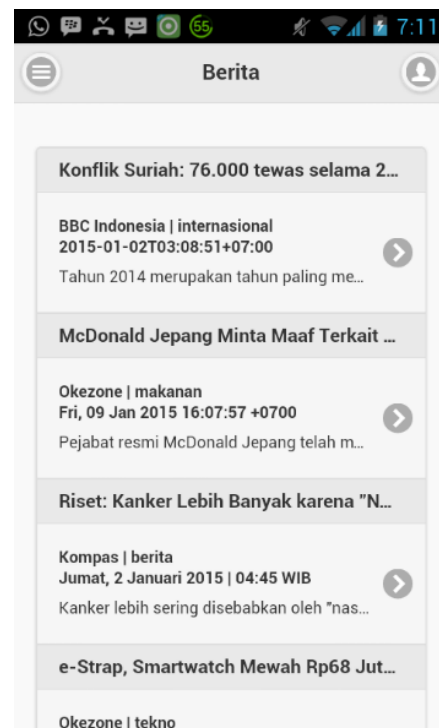 55
7:11
Berita
Konflik Suriah: 76.000 tewas selama 2...
BBC Indonesia | internasional
2015-01-02T03:08:51+07:00
Tahun 2014 merupakan tahun paling me...
McDonald Jepang Minta Maaf Terkait ...
Okezone | makanan
Fri, 09 Jan 2015 16:07:57 +0700
Pejabat resmi McDonald Jepang telah m...
Riset: Kanker Lebih Banyak karena "N...
Kompas | berita
Jumat, 2 Januari 2015 | 04:45 WIB
Kanker lebih sering disebabkan oleh "nas...
e-Strap, Smartwatch Mewah Rp68 Jut...
Okezone | tekno